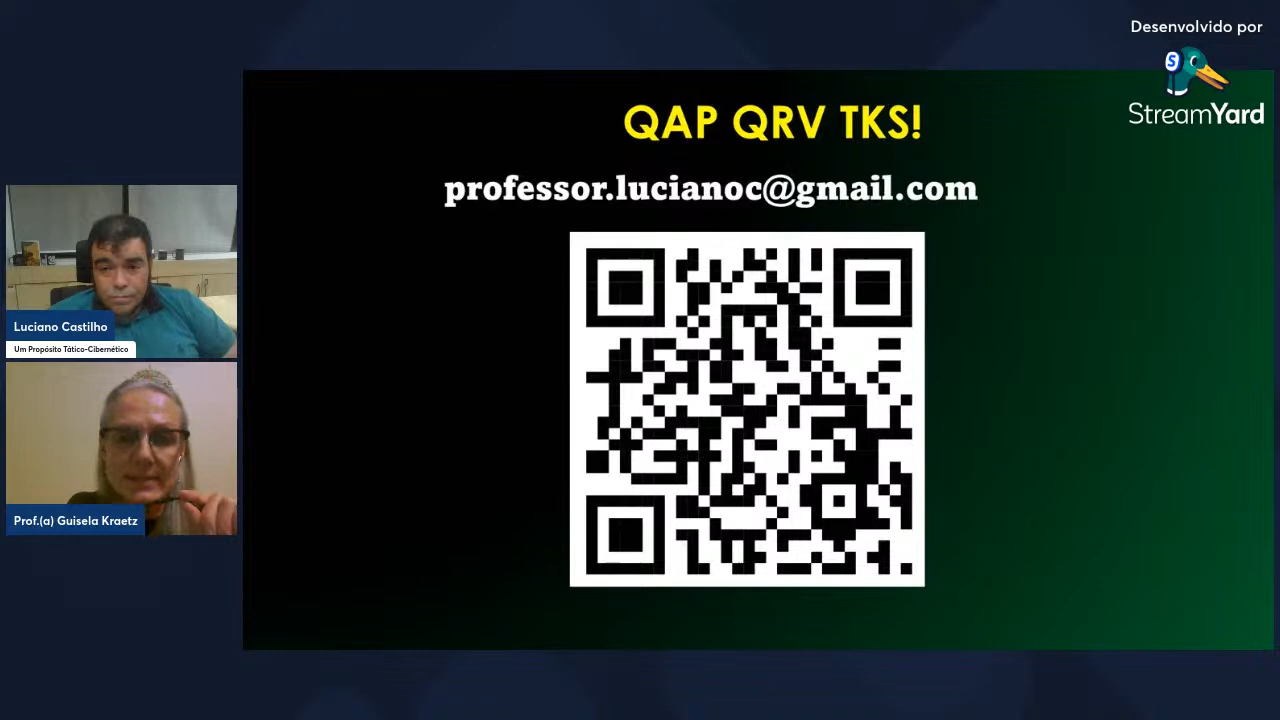 Desenvolvido por
StreamYard
QAP QRV TKS!
professor.lucianoc@gmail.com
Luciano Castilho
Um Propósito Tático-Cibernético
Prof.(a) Guisela Kraetz